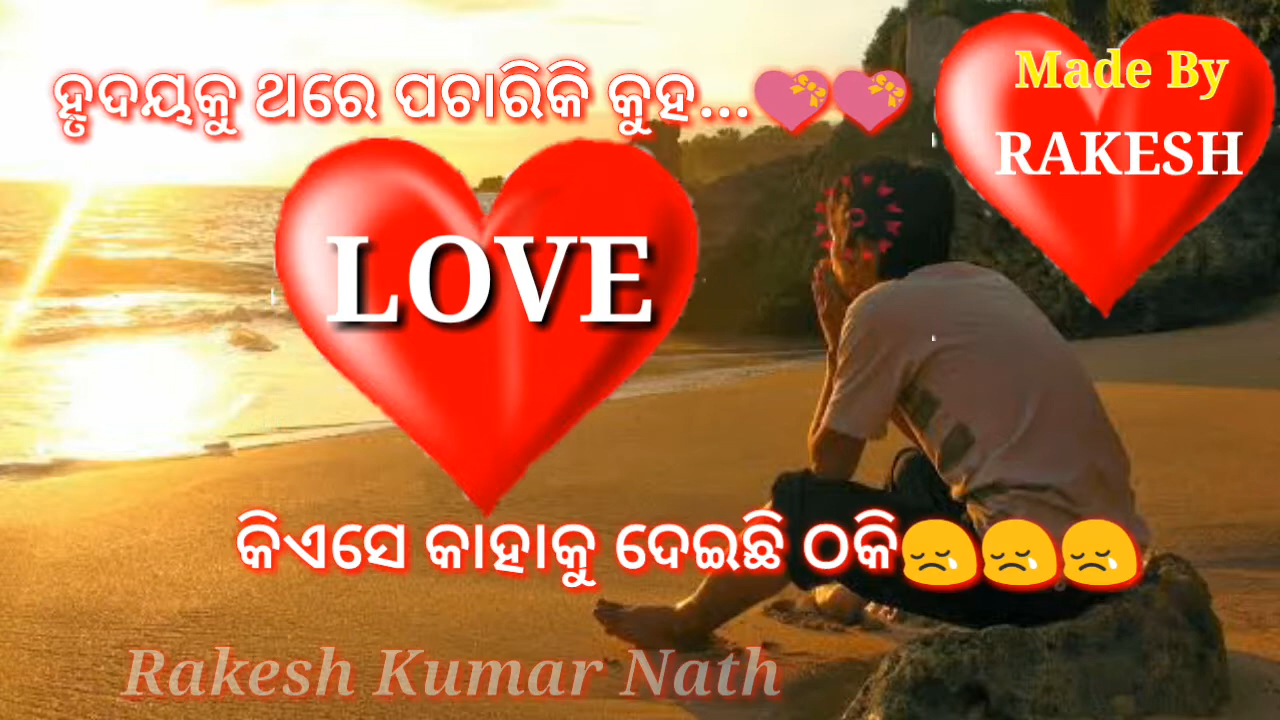 ହୃଦୟକୁ ଥରେ ପଚାରିକି କୁହ...💝💝
Made By
RAKESH
LOVE
କିଏସେ କାହାକୁ ଦେଇଛି ଠକି😢😢😢
Rakesh Kumar Nath